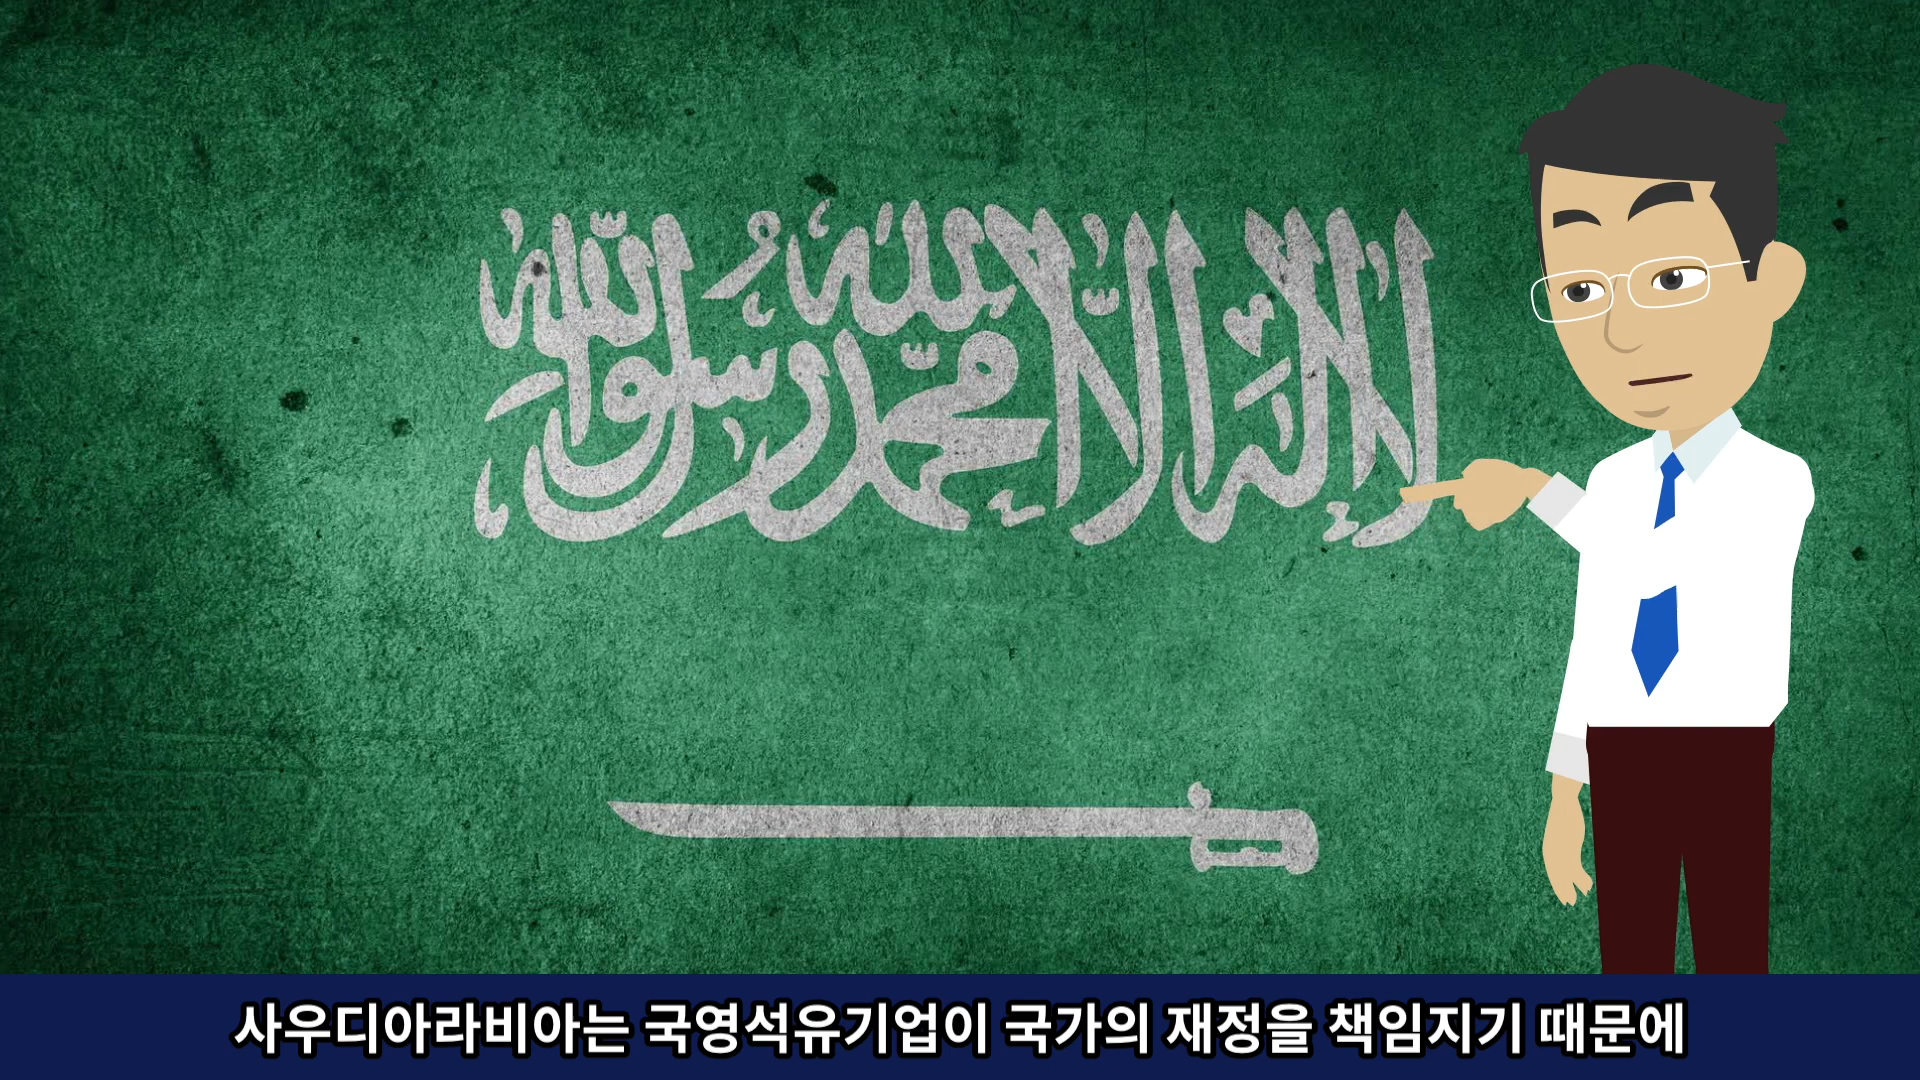 لا إله إلا الله محمد رسول الله
사우디아라비아는 국영석유기업이 국가의 재정을 책임지기 때문에